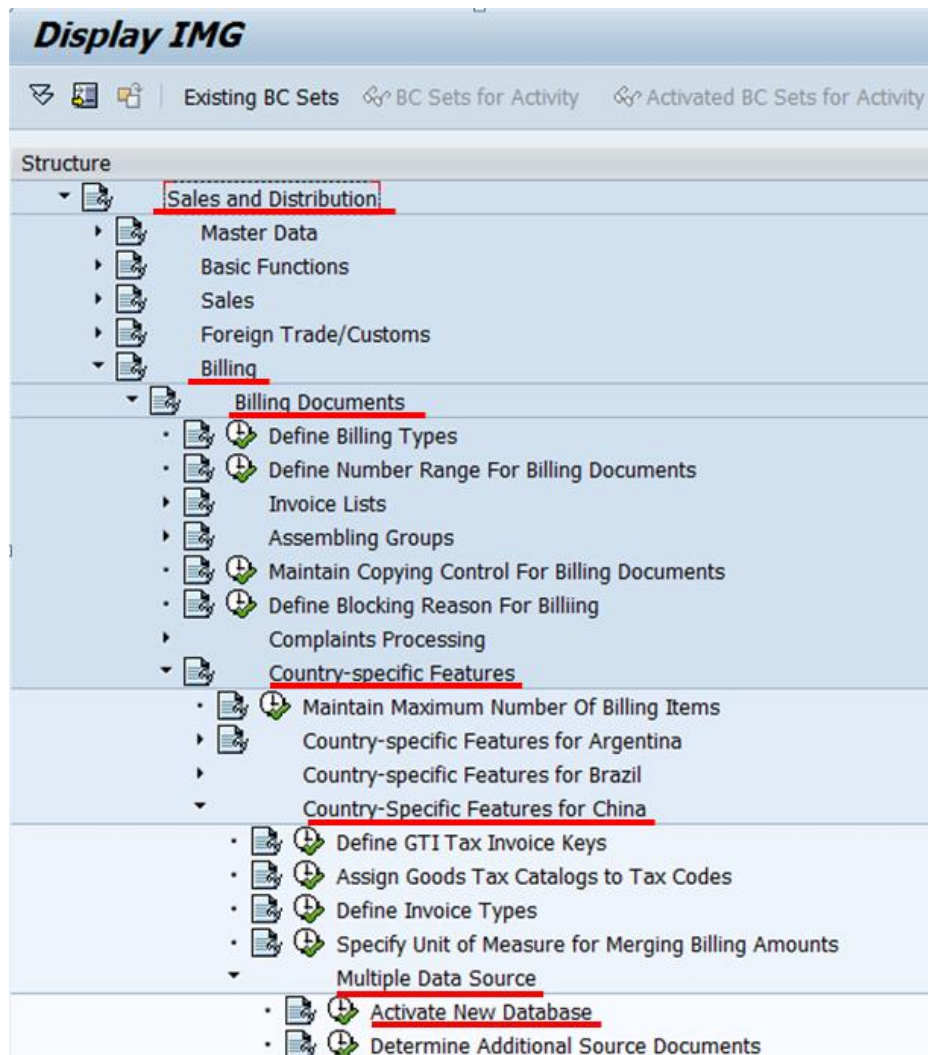 Display IMG
Existing BC Sets BC Sets for Activity Activated BC Sets for Activity
Structure
Sales and Distribution
Master Data
Basic Functions
Sales
Foreign Trade/Customs
Billing
Billing Documents
Define Billing Types
Define Number Range For Billing Documents
Invoice Lists
Assembling Groups
Maintain Copying Control For Billing Documents
Define Blocking Reason For Billiing
Complaints Processing
Country-specific Features
Maintain Maximum Number Of Billing Items
Country-specific Features for Argentina
Country-specific Features for Brazil
Country-Specific Features for China
Define GTI Tax Invoice Keys
Assign Goods Tax Catalogs to Tax Codes
Define Invoice Types
Specify Unit of Measure for Merging Billing Amounts
Multiple Data Source
Activate New Database
Determine Additional Source Documents